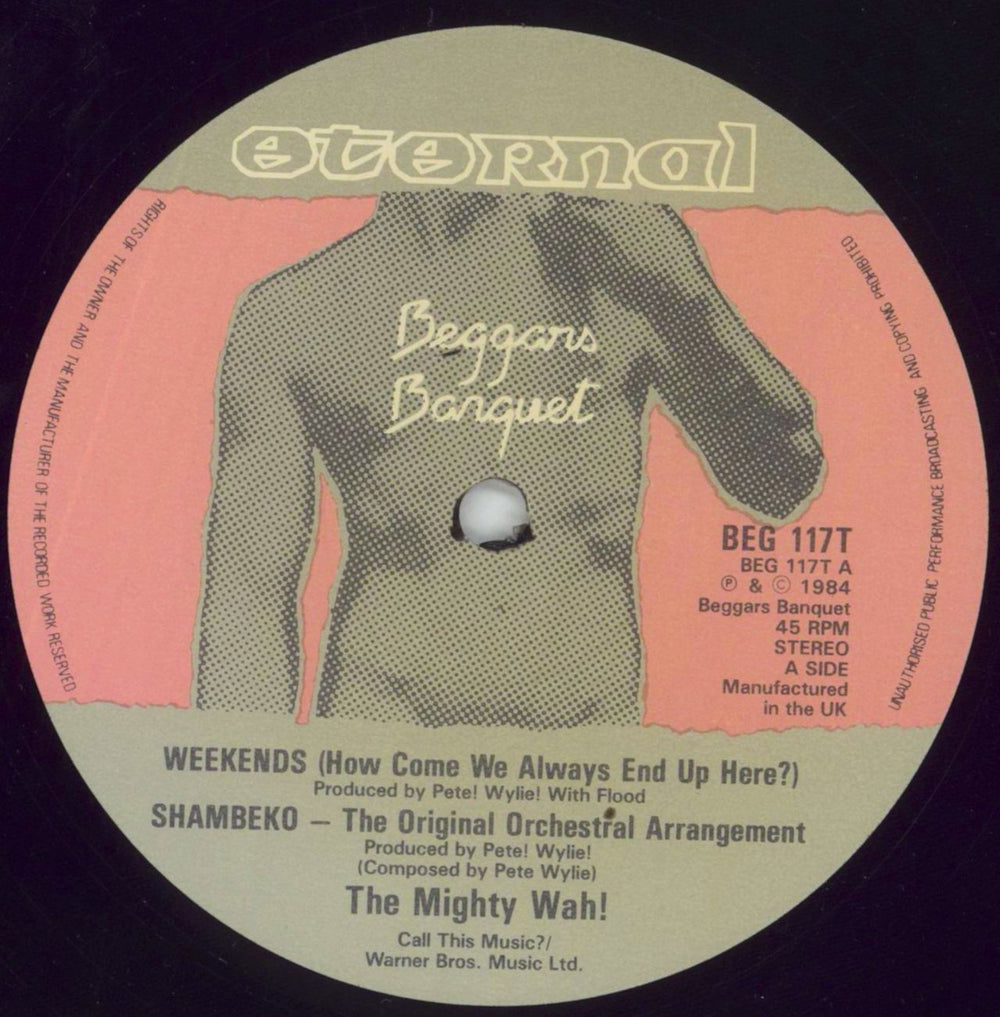 eternal
Beggars
Banquet
RIGHTS OF THE OWNER AND THE MANUFACTURER OF THE RECORDED WORK RESERVED
UNAUTHORISED PUBLIC PERFORMANCE BROADCASTING AND COPYING PROHIBITED
BEG 117T
BEG 117T A
Ⓟ & © 1984
Beggars Banquet
45 RPM
STEREO
A SIDE
Manufactured
in the UK
WEEKENDS (How Come We Always End Up Here?)
Produced by Pete! Wylie! With Flood
SHAMBEKO – The Original Orchestral Arrangement
Produced by Pete! Wylie!
(Composed by Pete Wylie)
The Mighty Wah!
Call This Music?/
Warner Bros. Music Ltd.